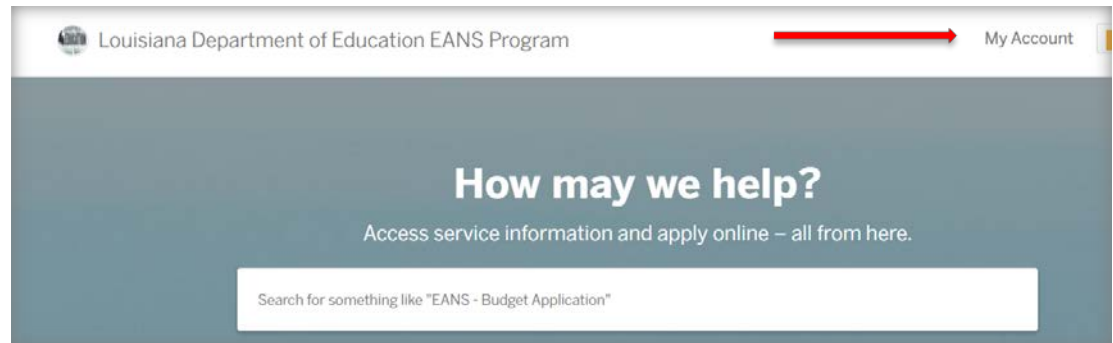 Louisiana Department of Education EANS Program
My Account
How may we help?
Access service information and apply online – all from here.
Search for something like "EANS - Budget Application"